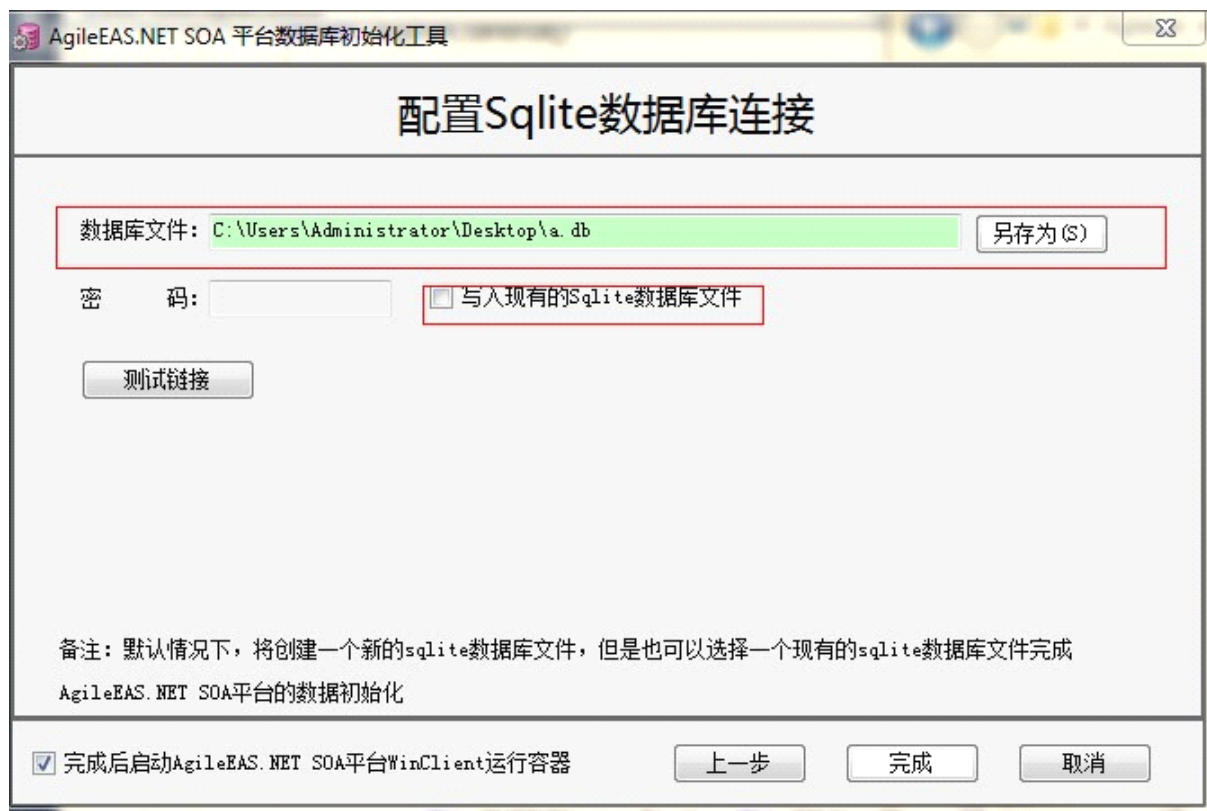 AgileEAS.NET SOA 平台数据库初始化工具
配置Sqlite数据库连接
数据库文件: C:\Users\Administrator\Desktop\a.db 另存为(S)
密 码: 写入现有的Sqlite数据库文件
测试链接
备注: 默认情况下，将创建一个新的sqlite数据库文件，但是也可以选择一个现有的sqlite数据库文件完成
AgileEAS.NET SOA平台的数据初始化
完成后启动AgileEAS.NET SOA平台WinClient运行容器 上一步 完成 取消